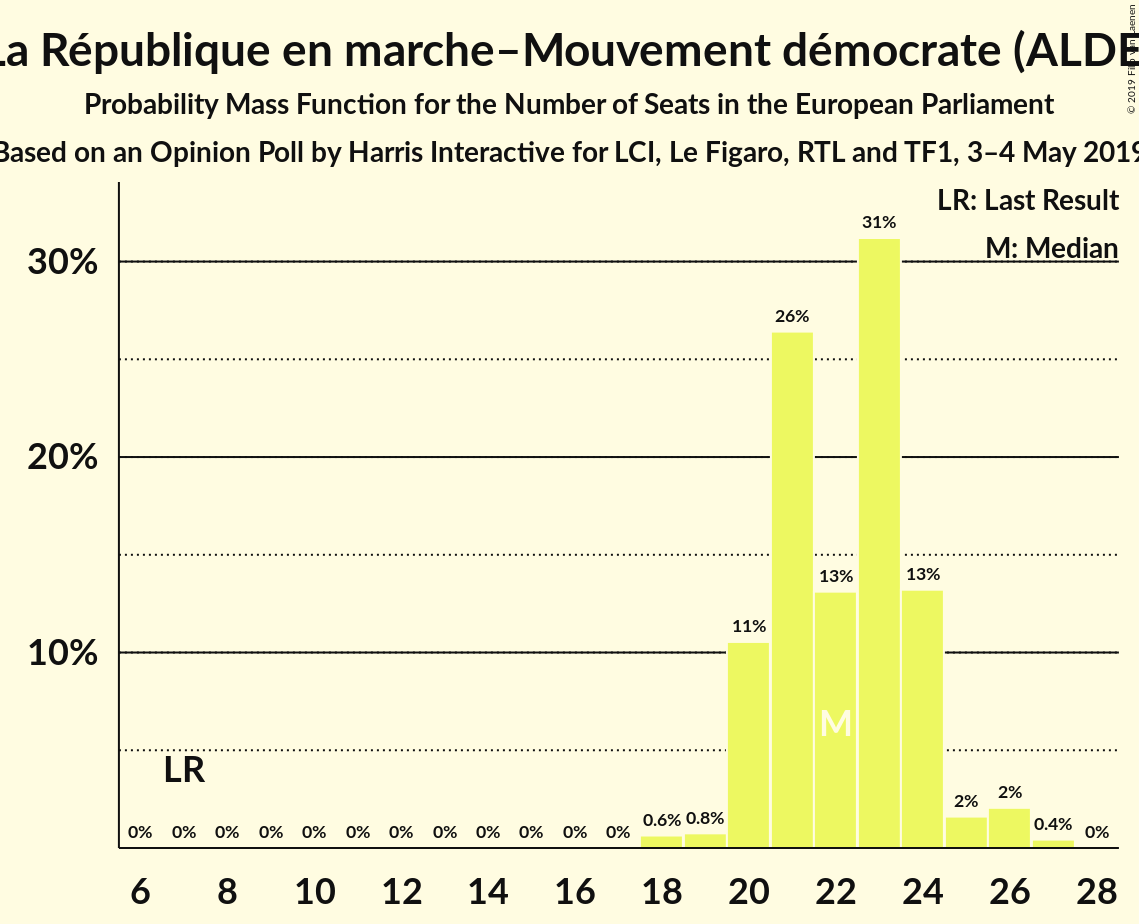 La République en marche–Mouvement démocrate (ALDE
Probability Mass Function for the Number of Seats in the European Parliament
Based on an Opinion Poll by Harris Interactive for LCI, Le Figaro, RTL and TF1, 3–4 May 2019
© 2019 Filip van Laenen
LR: Last Result
M: Median
30%
20%
10%
31%
26%
13%
13%
11%
M
LR
0% 0% 0% 0% 0% 0% 0% 0% 0% 0% 0% 0% 0.6% 0.8% 2% 2% 0.4% 0%
6 8 10 12 14 16 18 20 22 24 26 28